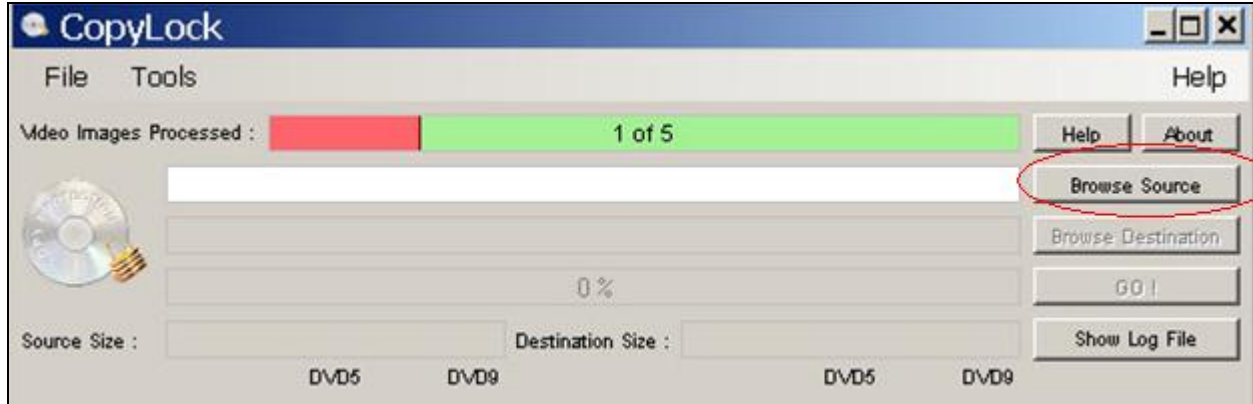 CopyLock
File Tools Help
Video Images Processed : 1 of 5 Help About
Browse Source
Browse Destination
0 % GO !
Source Size : Destination Size : Show Log File
DVD5 DVD9 DVD5 DVD9